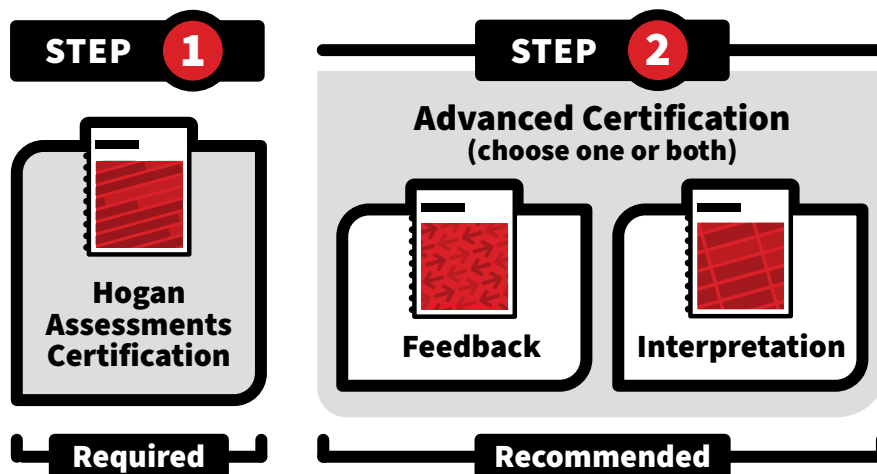 STEP 1
Hogan
Assessments
Certification
Required
STEP 2
Advanced Certification
(choose one or both)
Feedback
Interpretation
Recommended